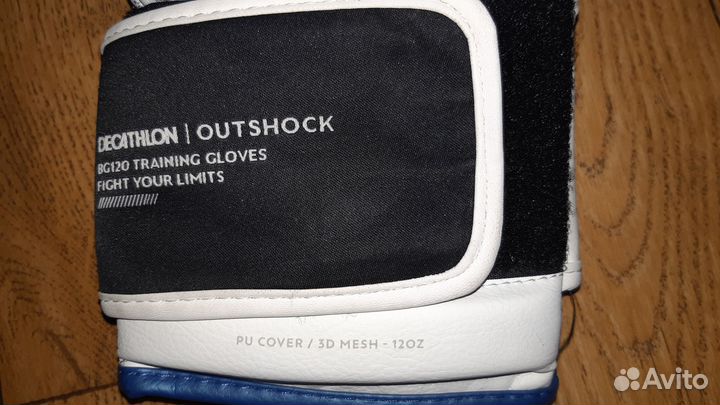 DECATHLON | OUTSHOCK
BG120 TRAINING GLOVES
FIGHT YOUR LIMITS
PU COVER / 3D MESH - 12OZ
Avito